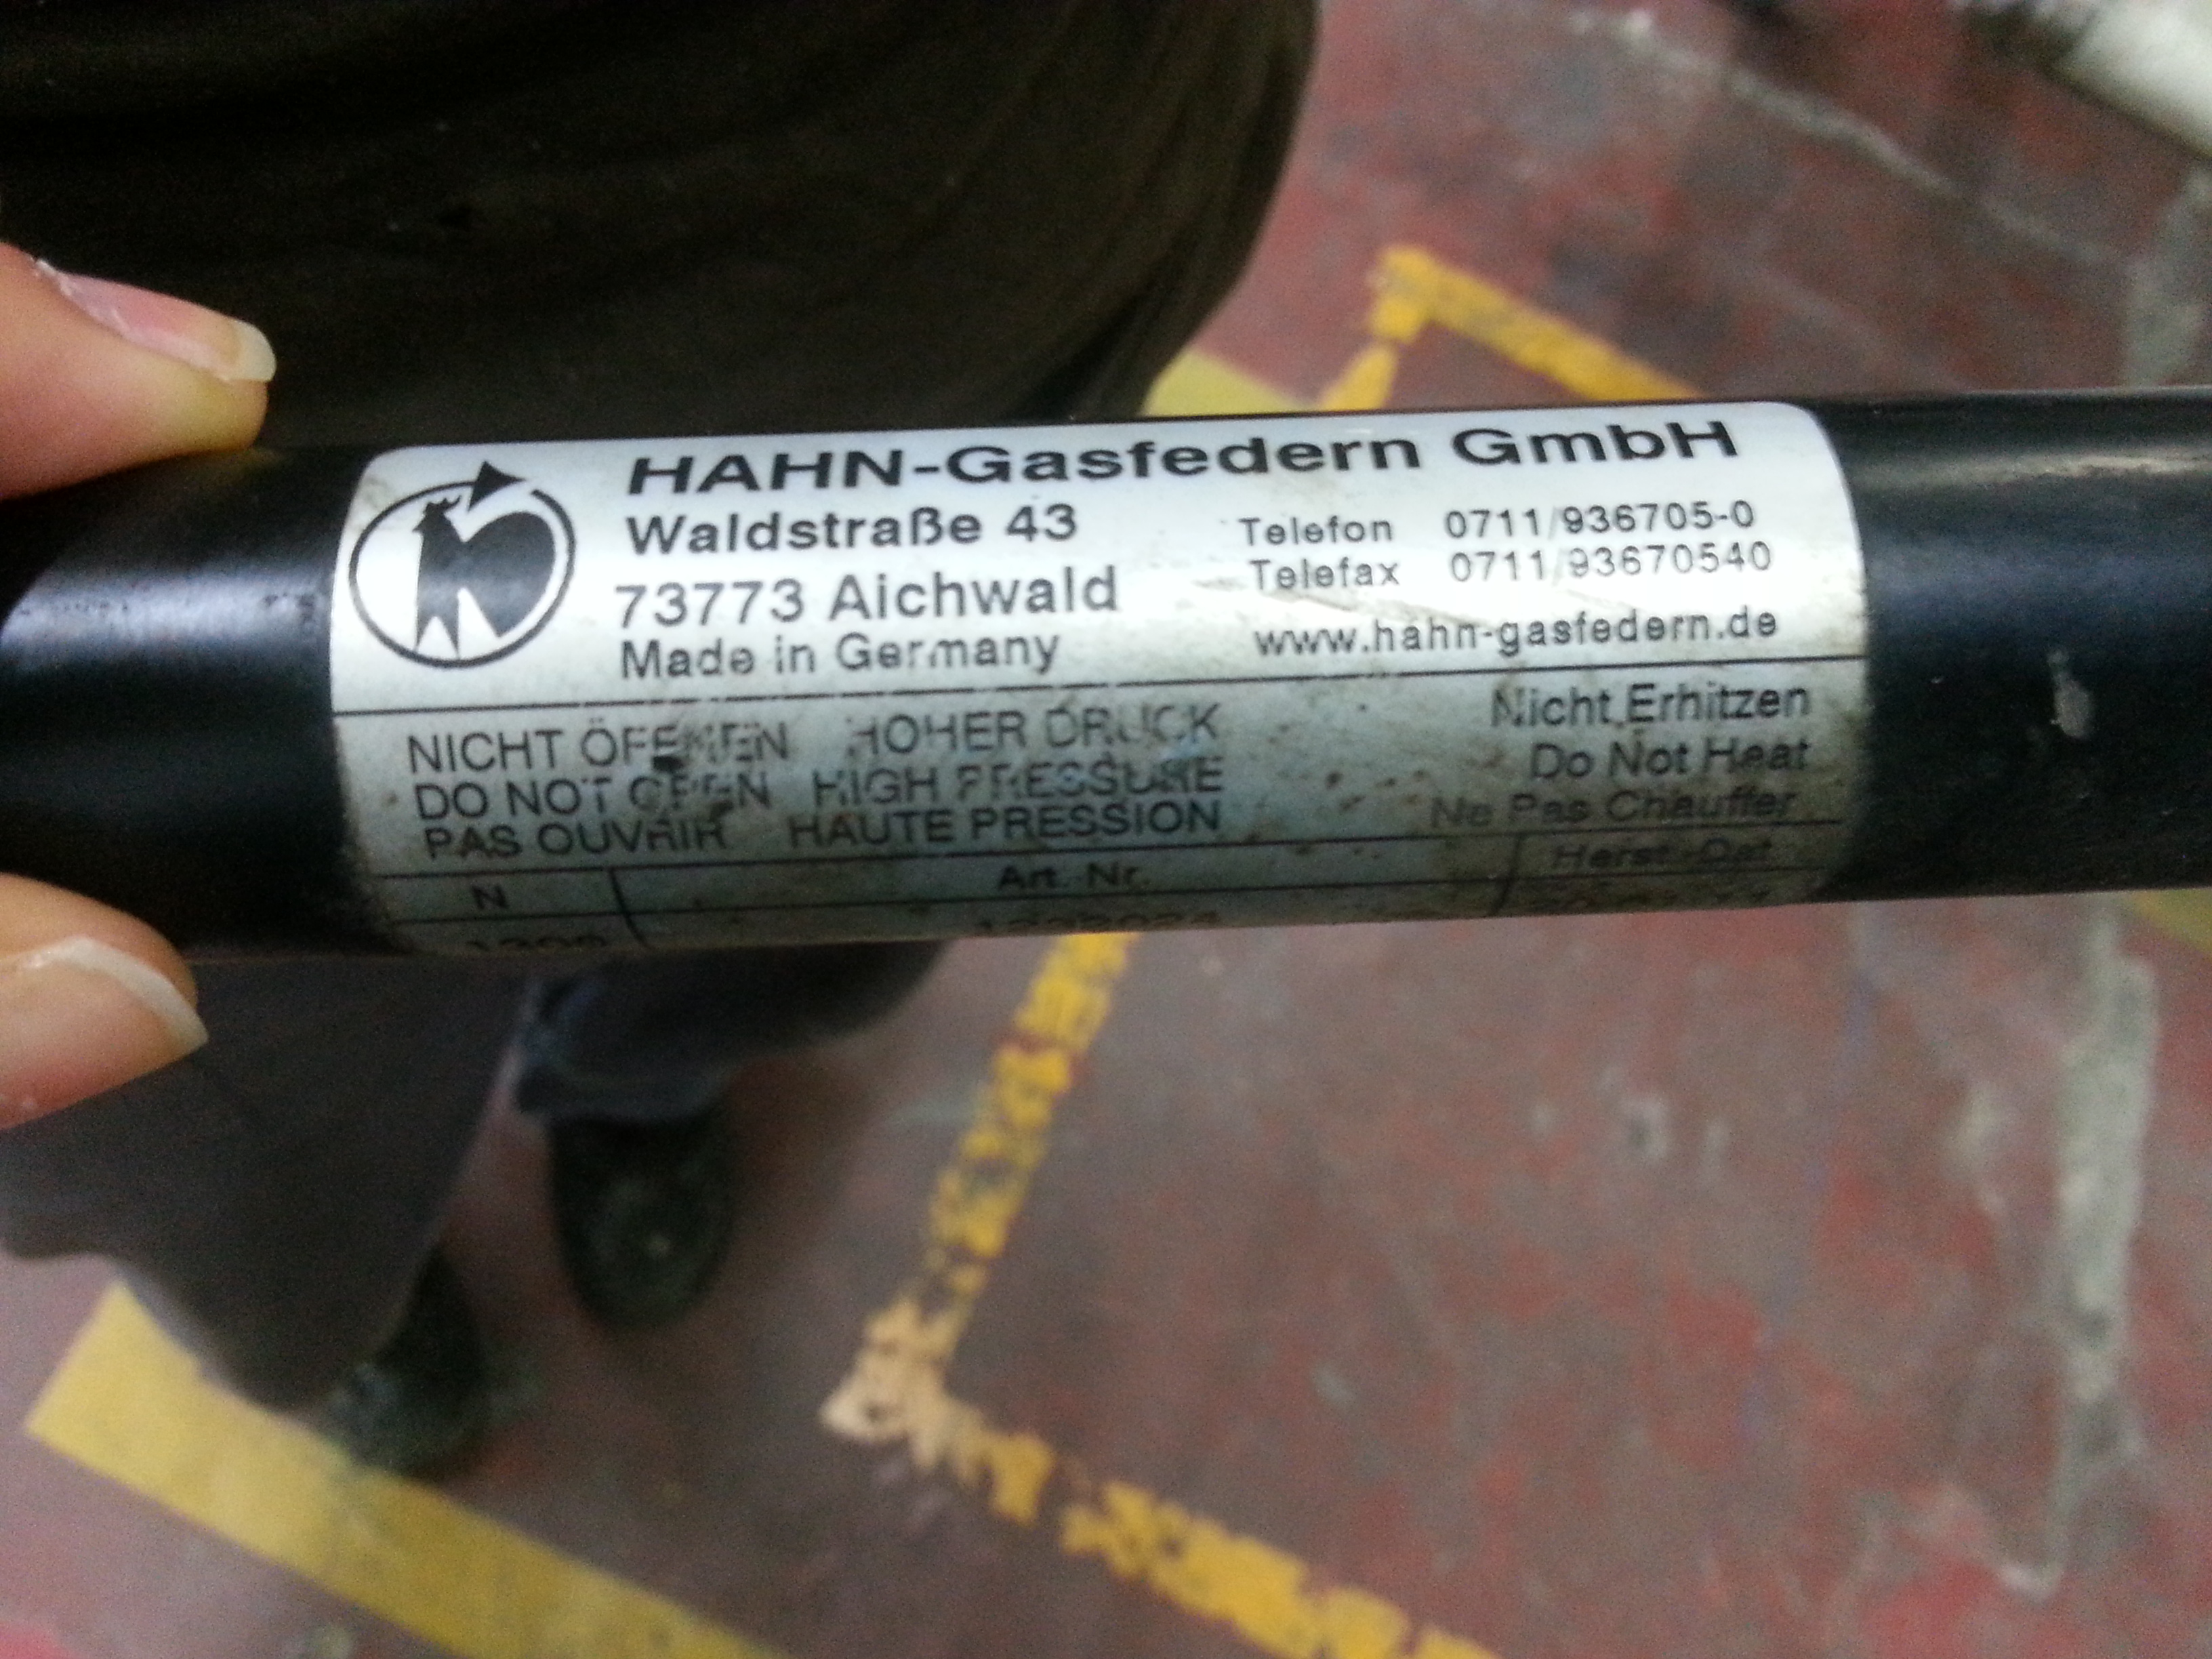 HAHN-Gasfedern GmbH
Waldstraße 43
73773 Aichwald
Made in Germany
Telefon 0711/936705-0
Telefax 0711/93670540
www.hahn-gasfedern.de
NICHT ÖFFNEN HOHER DRUCK
DO NOT OPEN HIGH PRESSURE
PAS OUVRIR HAUTE PRESSION
Nicht Erhitzen
Do Not Heat
Ne Pas Chauffer
N Art.-Nr. Herst.-Dat.